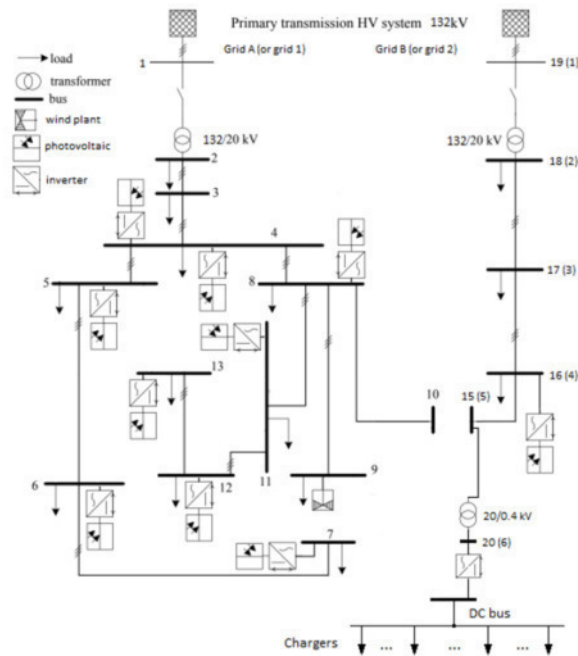 Primary transmission HV system 132kV
Grid A (or grid 1)
Grid B (or grid 2)
1
19 (1)
load
transformer
bus
wind plant
photovoltaic
inverter
132/20 kV
132/20 kV
2
18 (2)
3
4
5
8
17 (3)
13
10
15 (5)
16 (4)
6
12
11
9
20/0.4 kV
7
20 (6)
DC bus
Chargers
... ... ...